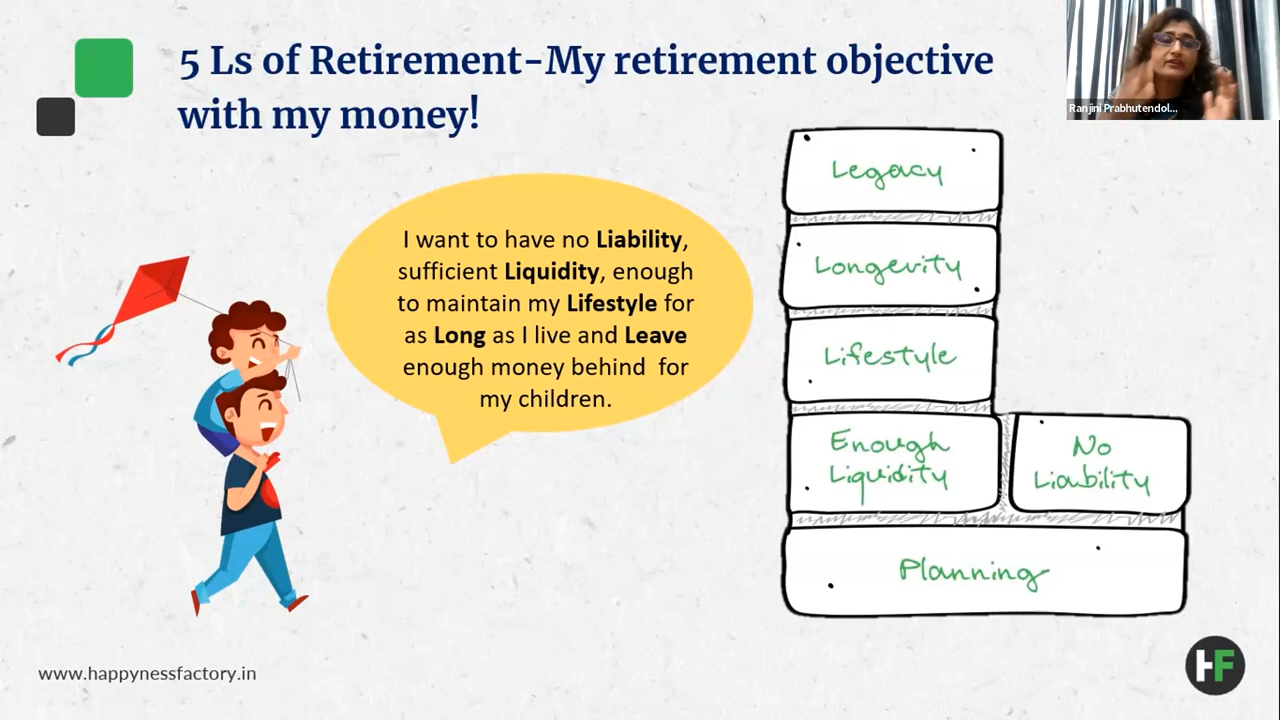 5 Ls of Retirement-My retirement objective
with my money!
Ranjini Prabhutendol...
I want to have no Liability,
sufficient Liquidity, enough
to maintain my Lifestyle for
as Long as I live and Leave
enough money behind for
my children.
Legacy
Longevity
Lifestyle
Enough
Liquidity
No
Liability
Planning
www.happynessfactory.in
HF